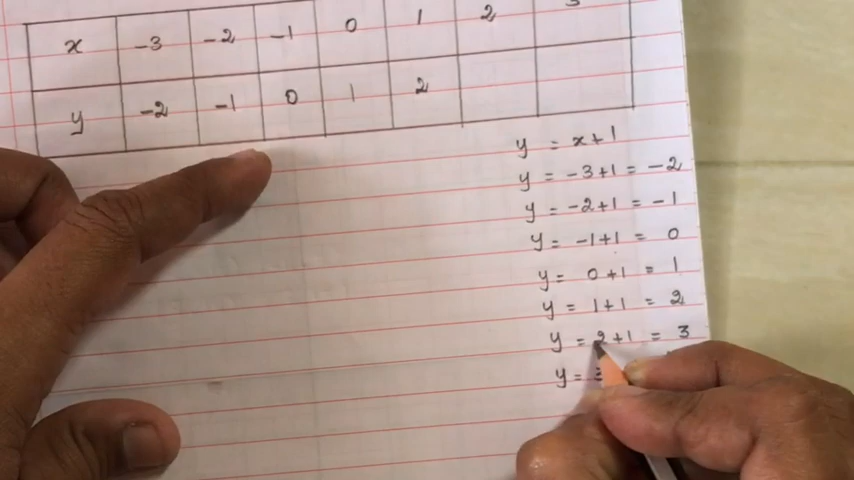 x -3 -2 -1 0 1 2
y -2 -1 0 1 2
y = x+1
y = -3+1 = -2
y = -2+1 = -1
y = -1+1 = 0
y = 0+1 = 1
y = 1+1 = 2
y = 2+1 = 3
y =